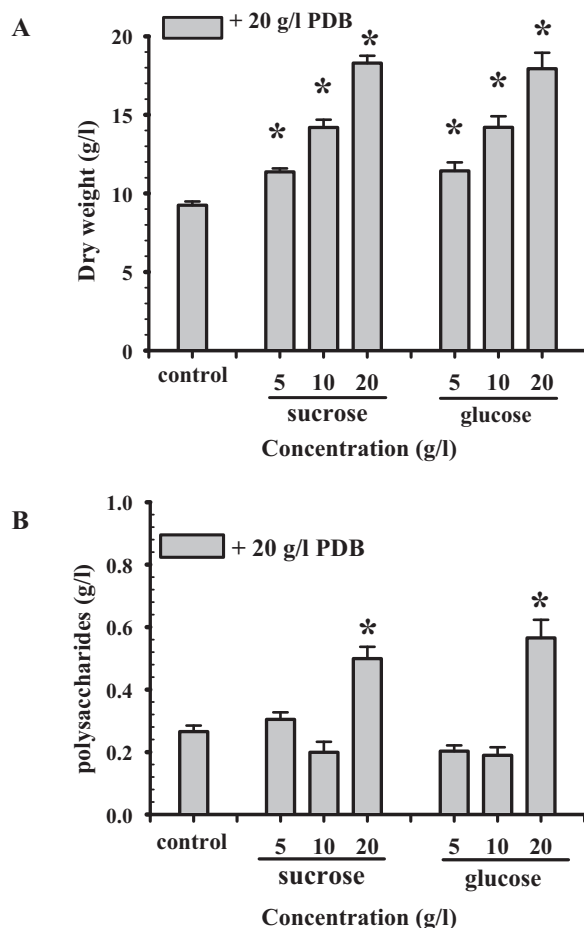 A
+ 20 g/l PDB
20
15
10
5
0
Dry weight (g/l)
* * * * * *
control 5 10 20 5 10 20
sucrose glucose
Concentration (g/l)
B
+ 20 g/l PDB
1.0
0.8
0.6
0.4
0.2
0.0
polysaccharides (g/l)
* *
control 5 10 20 5 10 20
sucrose glucose
Concentration (g/l)